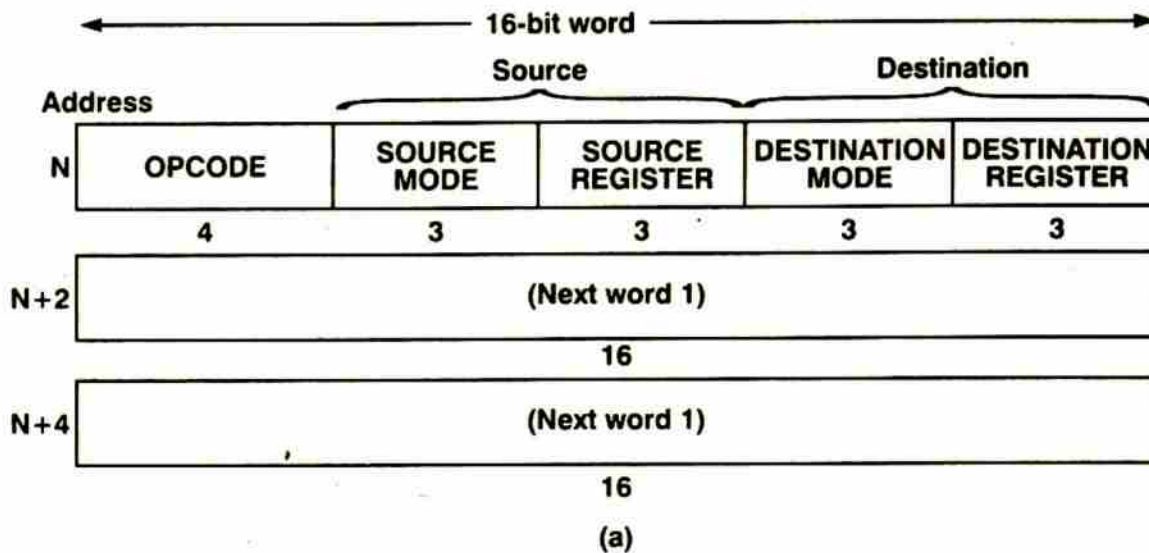 16-bit word
Source Destination
Address
N OPCODE SOURCE MODE SOURCE REGISTER DESTINATION MODE DESTINATION REGISTER
4 3 3 3 3
N+2 (Next word 1)
16
N+4 (Next word 1)
16
(a)